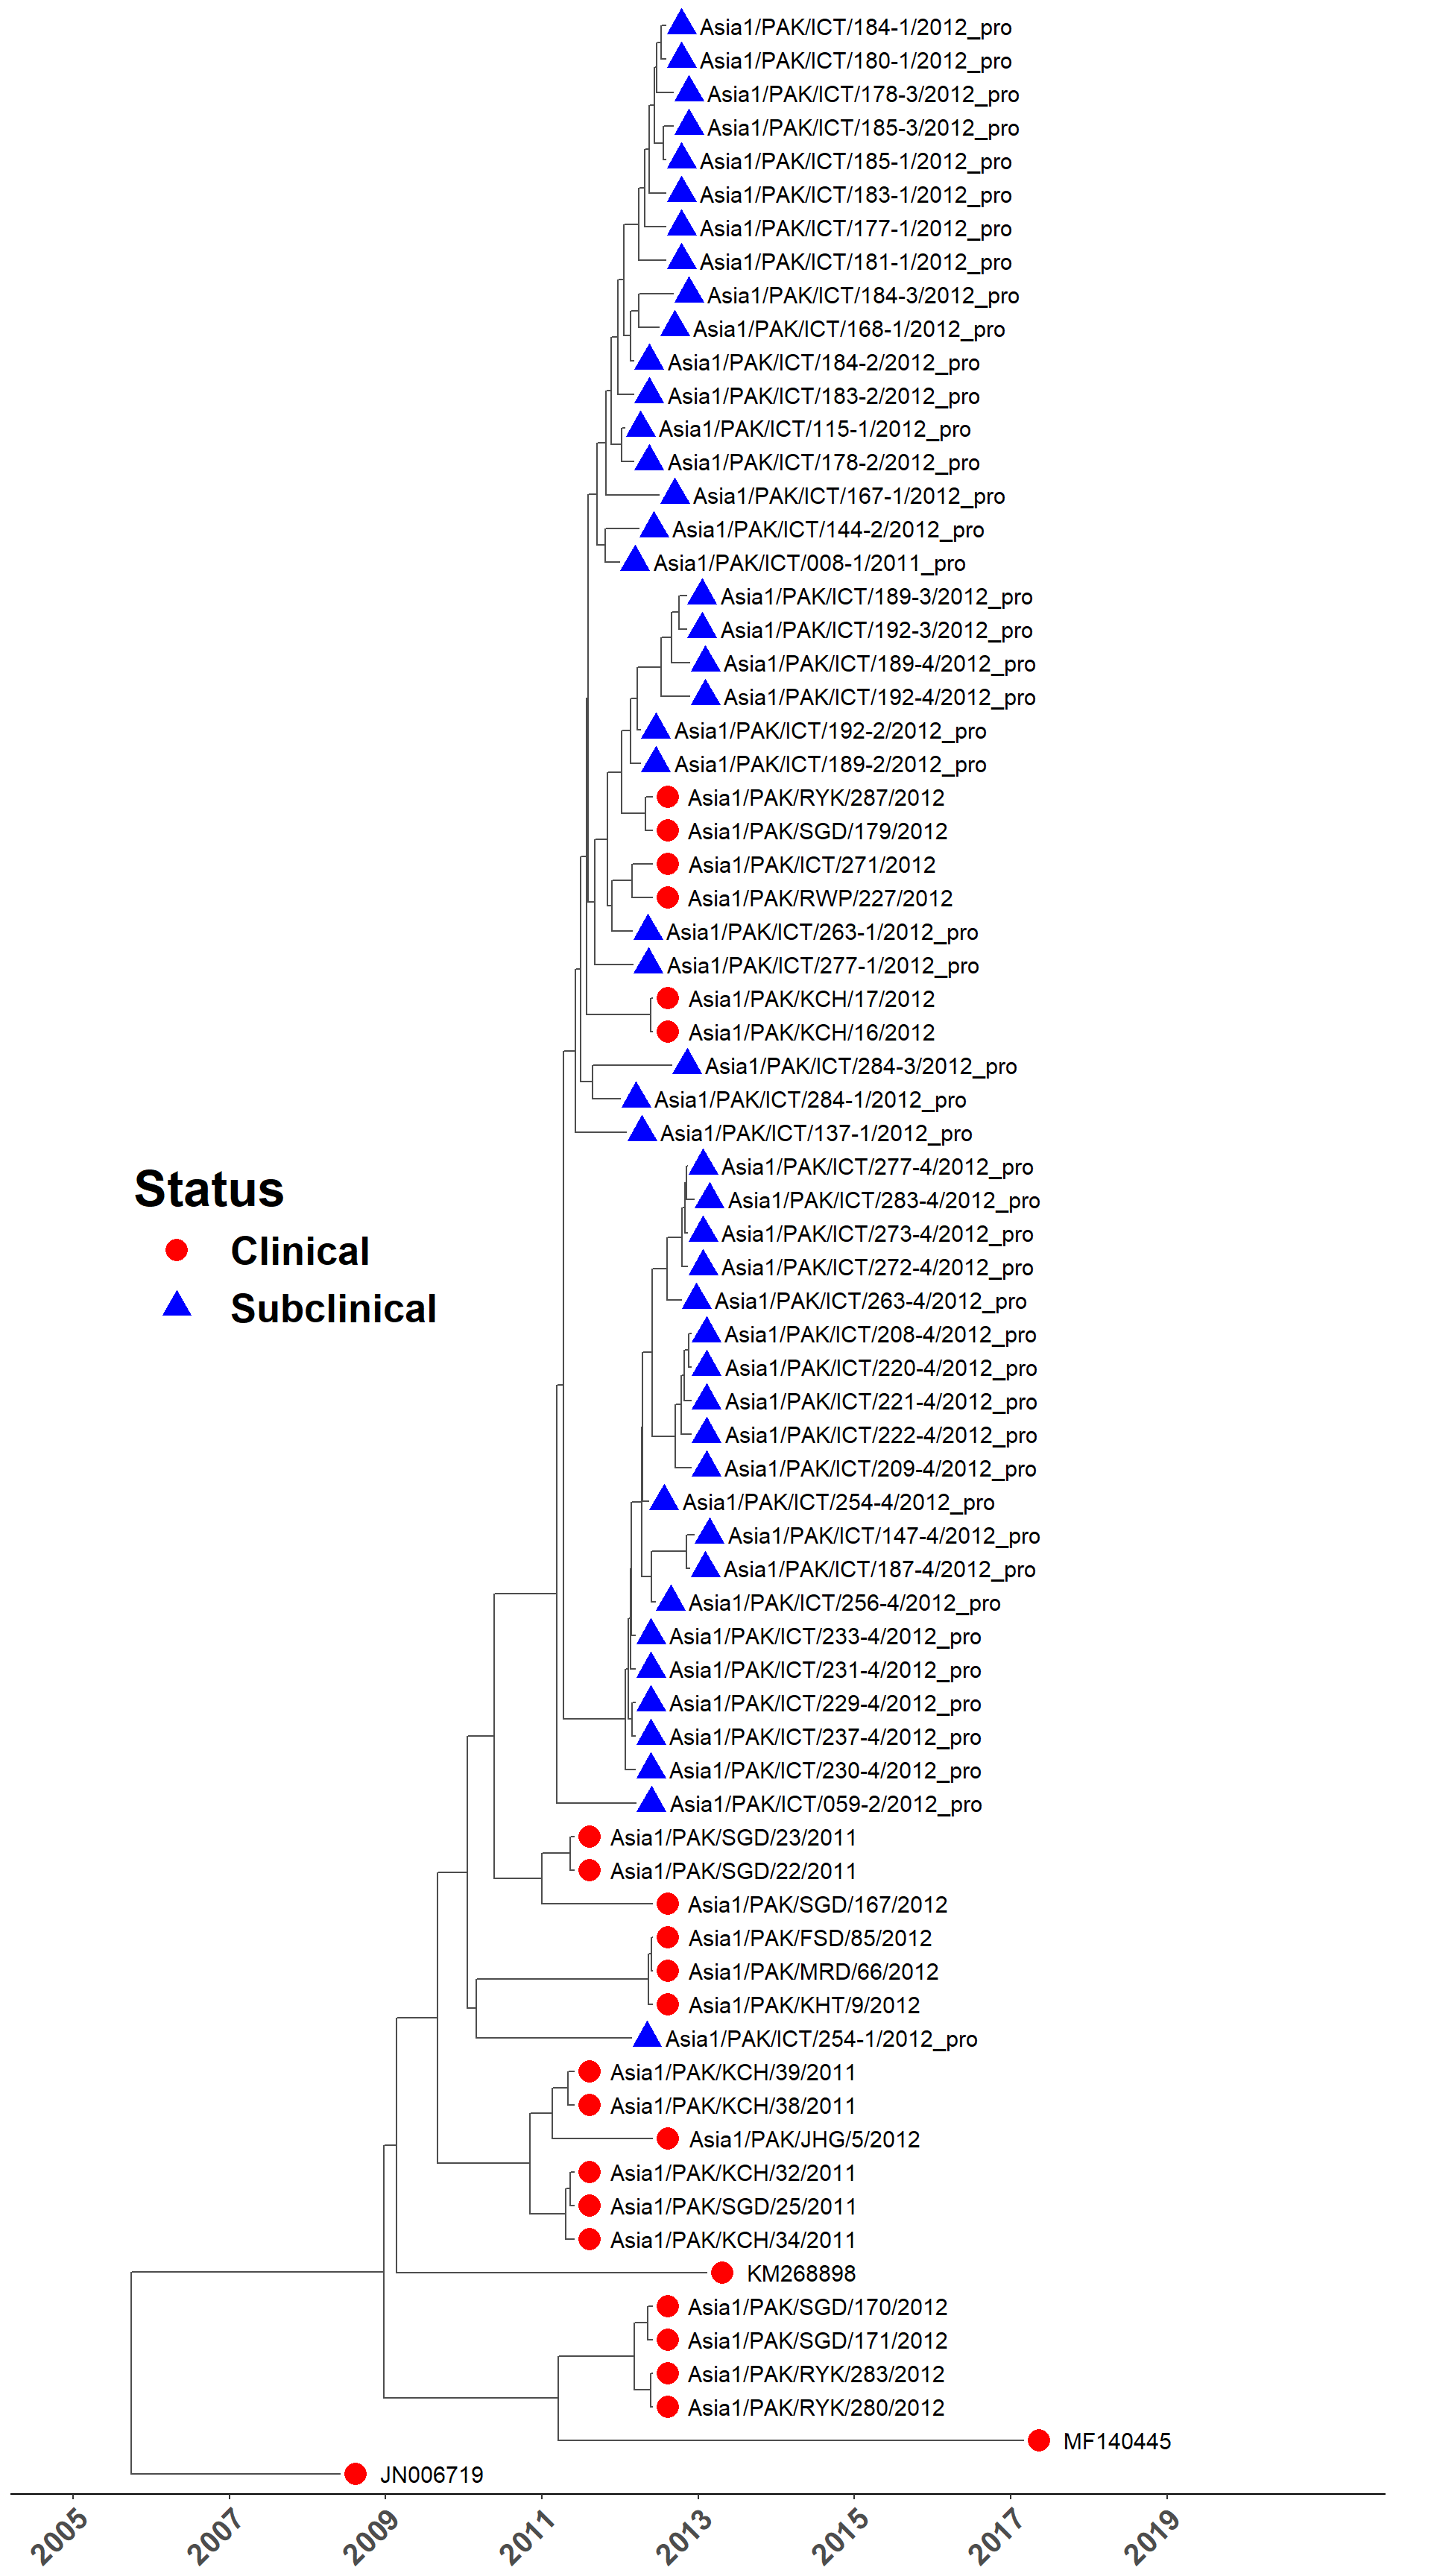 Asia1/PAK/ICT/184-1/2012_pro
Asia1/PAK/ICT/180-1/2012_pro
Asia1/PAK/ICT/178-3/2012_pro
Asia1/PAK/ICT/185-3/2012_pro
Asia1/PAK/ICT/185-1/2012_pro
Asia1/PAK/ICT/183-1/2012_pro
Asia1/PAK/ICT/177-1/2012_pro
Asia1/PAK/ICT/181-1/2012_pro
Asia1/PAK/ICT/184-3/2012_pro
Asia1/PAK/ICT/168-1/2012_pro
Asia1/PAK/ICT/184-2/2012_pro
Asia1/PAK/ICT/183-2/2012_pro
Asia1/PAK/ICT/115-1/2012_pro
Asia1/PAK/ICT/178-2/2012_pro
Asia1/PAK/ICT/167-1/2012_pro
Asia1/PAK/ICT/144-2/2012_pro
Asia1/PAK/ICT/008-1/2011_pro
Asia1/PAK/ICT/189-3/2012_pro
Asia1/PAK/ICT/192-3/2012_pro
Asia1/PAK/ICT/189-4/2012_pro
Asia1/PAK/ICT/192-4/2012_pro
Asia1/PAK/ICT/192-2/2012_pro
Asia1/PAK/ICT/189-2/2012_pro
Asia1/PAK/RYK/287/2012
Asia1/PAK/SGD/179/2012
Asia1/PAK/ICT/271/2012
Asia1/PAK/RWP/227/2012
Asia1/PAK/ICT/263-1/2012_pro
Asia1/PAK/ICT/277-1/2012_pro
Asia1/PAK/KCH/17/2012
Asia1/PAK/KCH/16/2012
Asia1/PAK/ICT/284-3/2012_pro
Asia1/PAK/ICT/284-1/2012_pro
Asia1/PAK/ICT/137-1/2012_pro
Asia1/PAK/ICT/277-4/2012_pro
Asia1/PAK/ICT/283-4/2012_pro
Asia1/PAK/ICT/273-4/2012_pro
Asia1/PAK/ICT/272-4/2012_pro
Asia1/PAK/ICT/263-4/2012_pro
Asia1/PAK/ICT/208-4/2012_pro
Asia1/PAK/ICT/220-4/2012_pro
Asia1/PAK/ICT/221-4/2012_pro
Asia1/PAK/ICT/222-4/2012_pro
Asia1/PAK/ICT/209-4/2012_pro
Asia1/PAK/ICT/254-4/2012_pro
Asia1/PAK/ICT/147-4/2012_pro
Asia1/PAK/ICT/187-4/2012_pro
Asia1/PAK/ICT/256-4/2012_pro
Asia1/PAK/ICT/233-4/2012_pro
Asia1/PAK/ICT/231-4/2012_pro
Asia1/PAK/ICT/229-4/2012_pro
Asia1/PAK/ICT/237-4/2012_pro
Asia1/PAK/ICT/230-4/2012_pro
Asia1/PAK/ICT/059-2/2012_pro
Asia1/PAK/SGD/23/2011
Asia1/PAK/SGD/22/2011
Asia1/PAK/SGD/167/2012
Asia1/PAK/FSD/85/2012
Asia1/PAK/MRD/66/2012
Asia1/PAK/KHT/9/2012
Asia1/PAK/ICT/254-1/2012_pro
Asia1/PAK/KCH/39/2011
Asia1/PAK/KCH/38/2011
Asia1/PAK/JHG/5/2012
Asia1/PAK/KCH/32/2011
Asia1/PAK/SGD/25/2011
Asia1/PAK/KCH/34/2011
KM268898
Asia1/PAK/SGD/170/2012
Asia1/PAK/SGD/171/2012
Asia1/PAK/RYK/283/2012
Asia1/PAK/RYK/280/2012
MF140445
JN006719
Status
Clinical
Subclinical
2005
2007
2009
2011
2013
2015
2017
2019